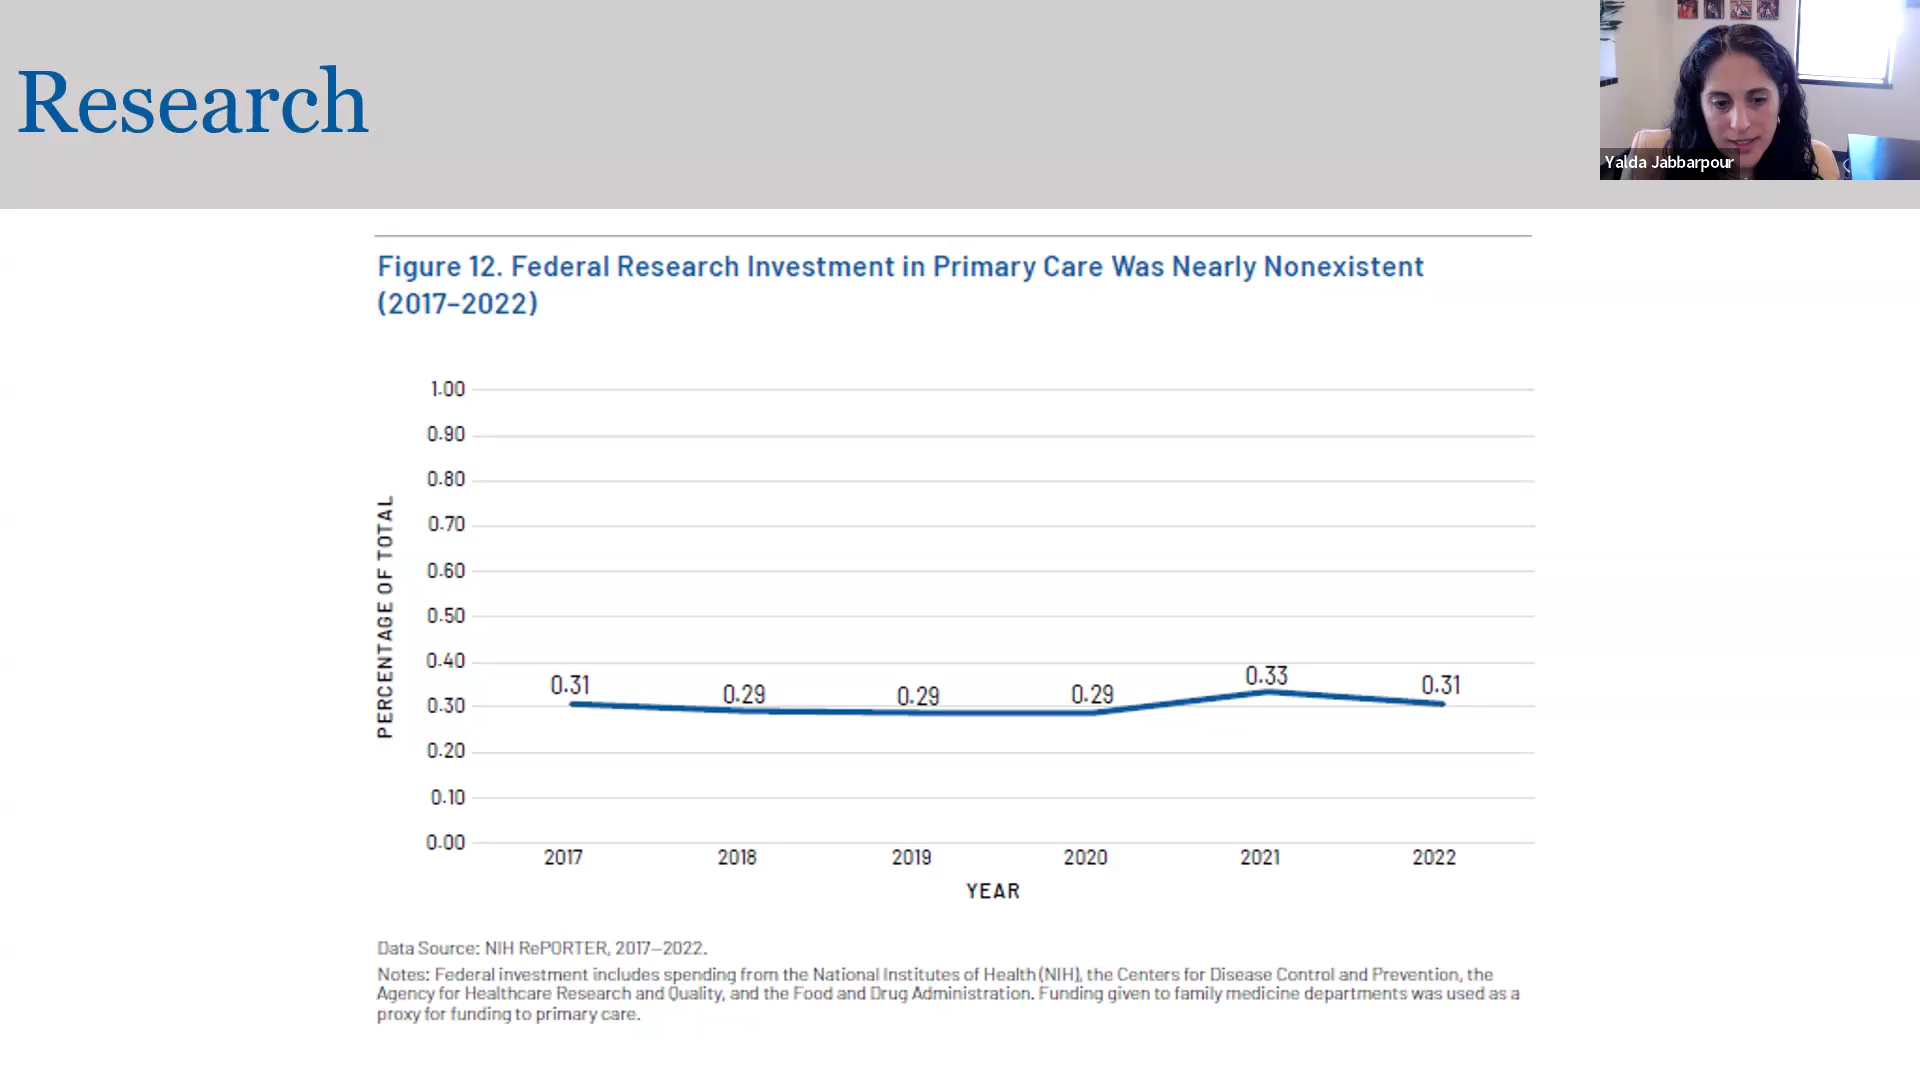 Research
Yalda Jabbarpour
Figure 12. Federal Research Investment in Primary Care Was Nearly Nonexistent
(2017–2022)
PERCENTAGE OF TOTAL
1.00
0.90
0.80
0.70
0.60
0.50
0.40
0.30
0.20
0.10
0.00
0.31
0.29
0.29
0.29
0.33
0.31
2017
2018
2019
2020
2021
2022
YEAR
Data Source: NIH RePORTER, 2017–2022.
Notes: Federal investment includes spending from the National Institutes of Health (NIH), the Centers for Disease Control and Prevention, the
Agency for Healthcare Research and Quality, and the Food and Drug Administration. Funding given to family medicine departments was used as a
proxy for funding to primary care.